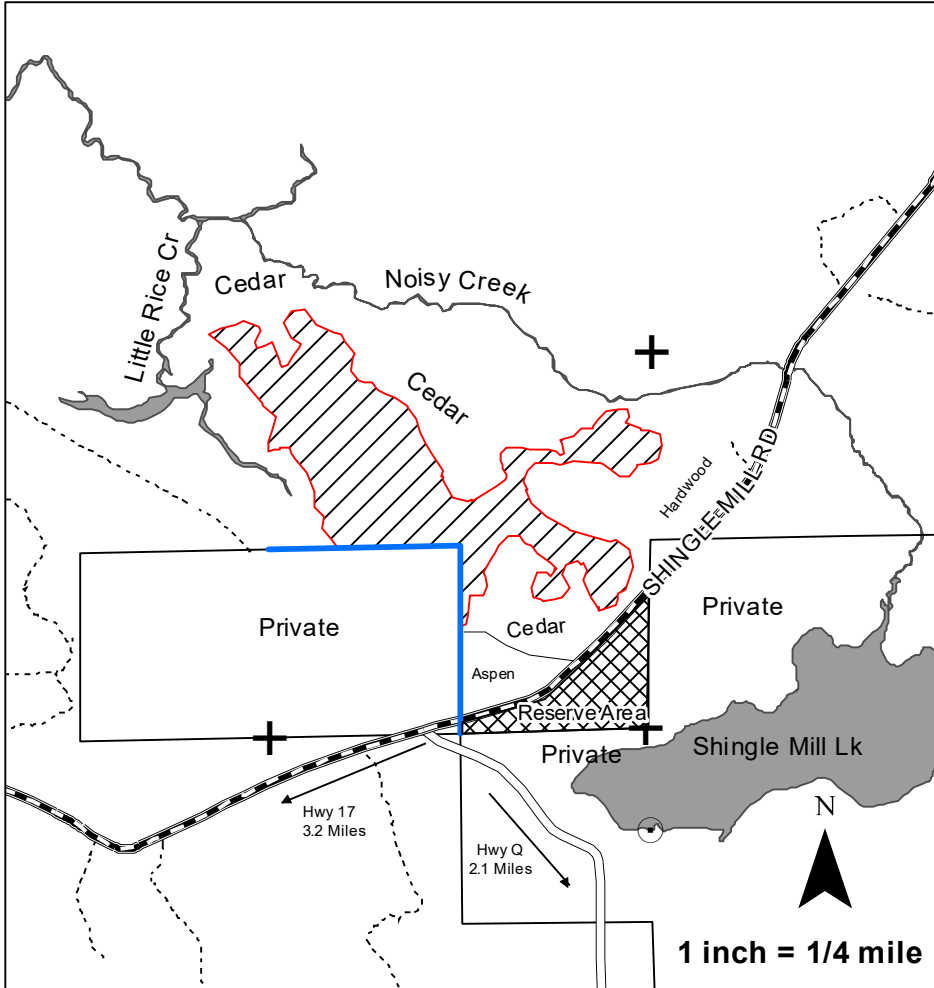 Little Rice Cr
Cedar
Noisy Creek
Cedar
Hardwood
SHINGLE MILL RD
Private
Private
Cedar
Aspen
Reserve Area
Private
Shingle Mill Lk
Hwy 17
3.2 Miles
Hwy Q
2.1 Miles
N
1 inch = 1/4 mile